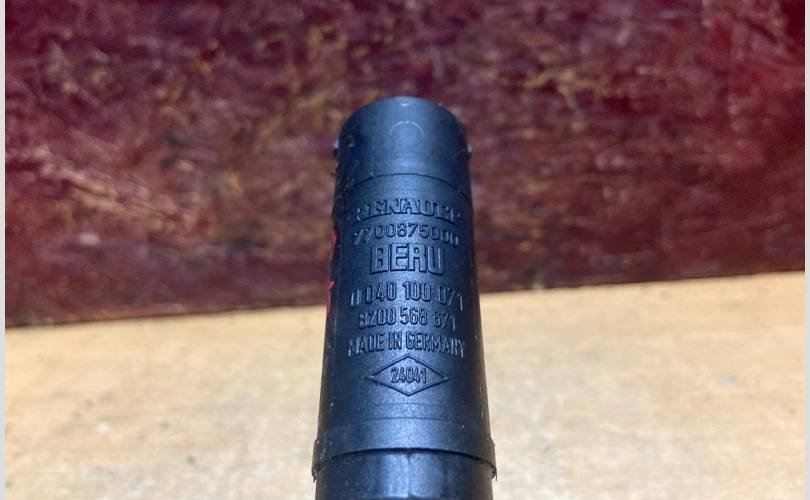 RENAULT
7700875000
BERU
0 040 100 071
8200 568 671
MADE IN GERMANY
24041